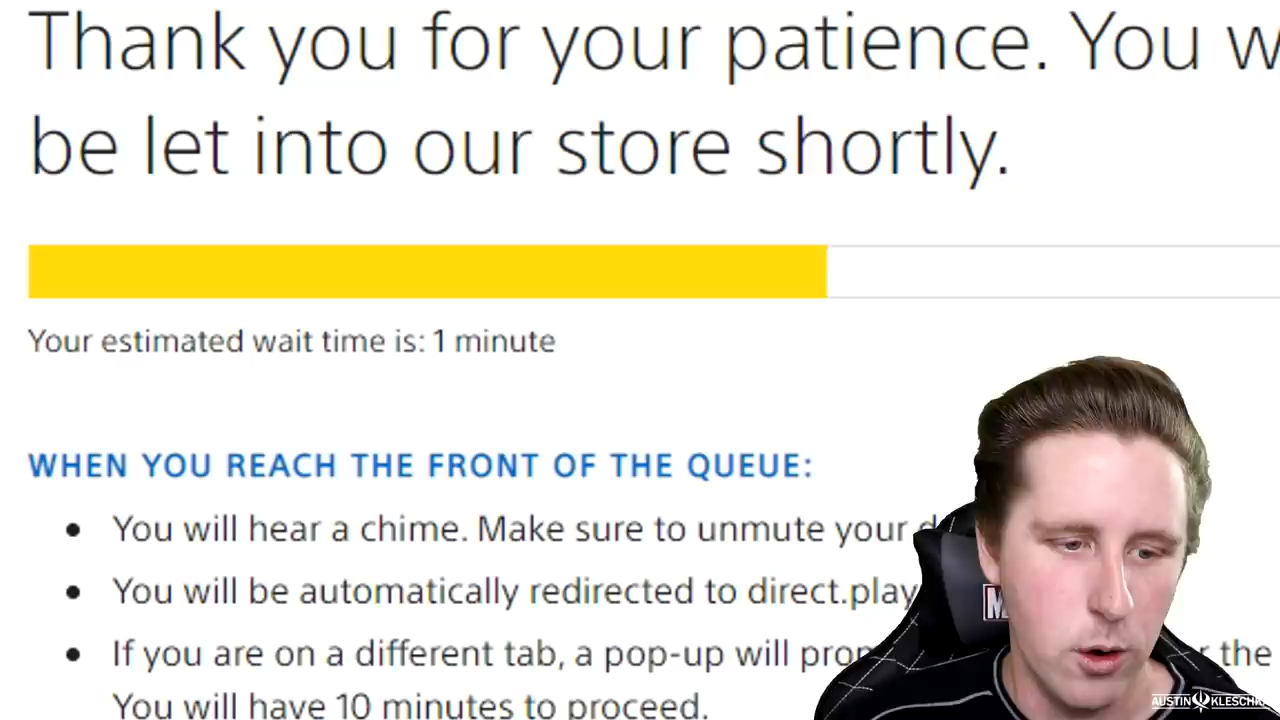 Thank you for your patience. You w
be let into our store shortly.
Your estimated wait time is: 1 minute
WHEN YOU REACH THE FRONT OF THE QUEUE:
You will hear a chime. Make sure to unmute your
You will be automatically redirected to direct.play
If you are on a different tab, a pop-up will pro the
You will have 10 minutes to proceed.
AUSTIN